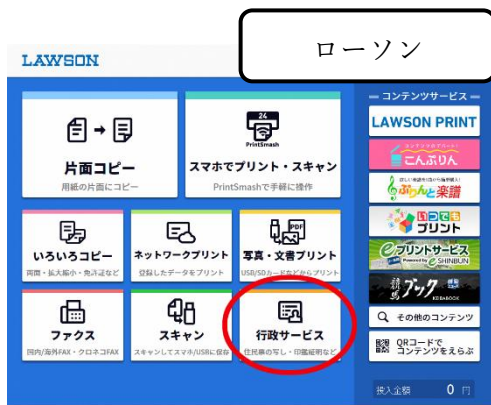 ローソン
LAWSON
片面コピー
用紙の片面にコピー
24
PrintSmash
スマホでプリント・スキャン
PrintSmashで手軽に操作
いろいろコピー
両面・拡大縮小・免許証など
ネットワークプリント
登録したデータをプリント
PDF
写真・文書プリント
USB/SDカードなどからプリント
ファクス
国内/海外FAX・クロネコFAX
スキャン
スキャンしてスマホ/USBに保存
行政サービス
住民票の写し・印鑑証明など
コンテンツサービス
LAWSON PRINT
こんぷりん
ぷりんと楽譜
いつでも
プリント
eプリントサービス
Powered by e-SHINBUN
競馬ブック
KEIBABOOK
その他のコンテンツ
QRコードで
コンテンツをえらぶ
投入金額 0 円